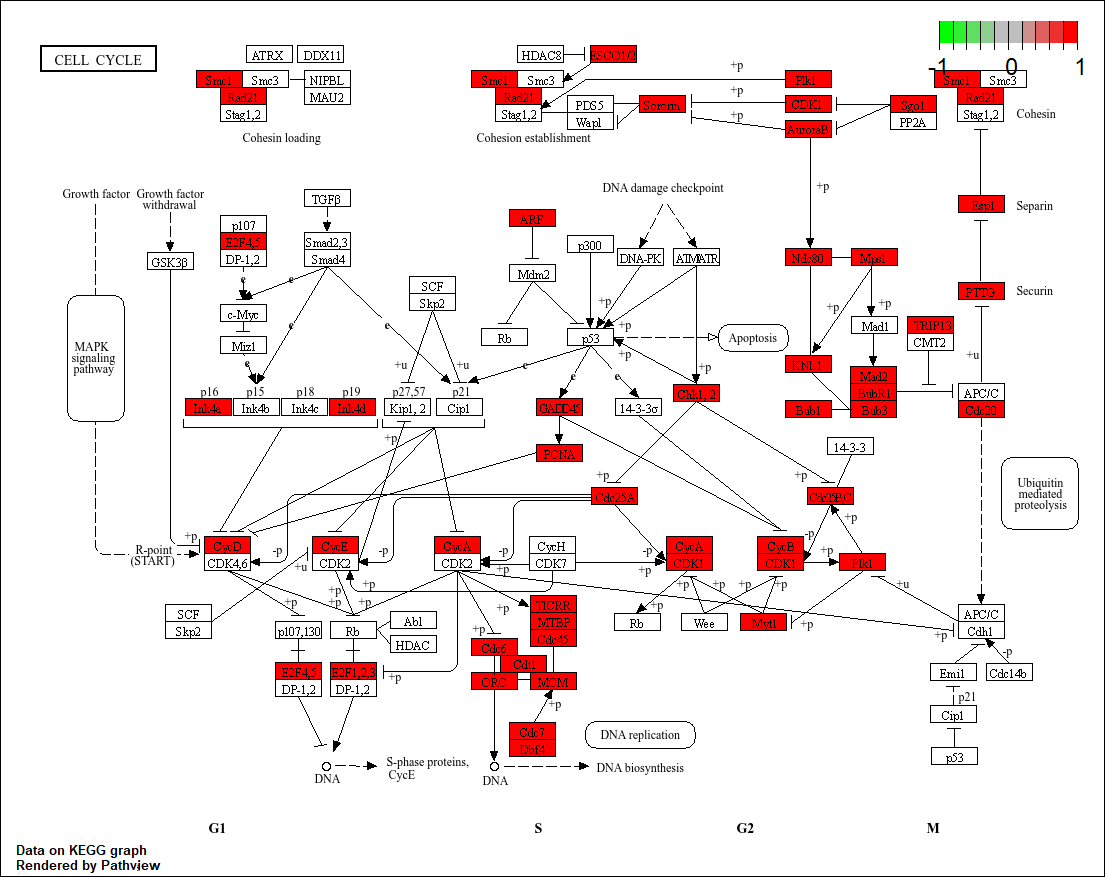 CELL CYCLE
-1 0 1
ATRX DDX11
Smc1 Smc3 NIPBL
Rad21 MAU2
Stag1,2
Cohesin loading
HDAC8 ESCO1/2
Smc1 Smc3
Rad21
Stag1,2
PDS5
Wapl
Sororin
Cohesion establishment
+p
Plk1
+p
CDK1
+p
AuroraB
Sgo1
PP2A
Smc1 Smc3
Rad21
Stag1,2
Cohesin
+p
Esp1 Separin
PTTG Securin
+u
Growth factor
Growth factor
withdrawal
GSK3β
p107
E2F4,5
DP-1,2
e
c-Myc
Miz1
e
TGFβ
Smad2,3
Smad4
e
e
SCF
Skp2
+u
+u
ARF
Mdm2
Rb
p300
p53
DNA damage checkpoint
DNA-PK
ATMATR
+p
+p
+p
+p
Apoptosis
e
e
e
Ndc80
Mps1
+p
+p
Mad1
KNL1
Mad2
BubR1
Bub3
Bub1
TRIP13
CMT2
APC/C
Cdc20
MAPK
signaling
pathway
p16 p15 p18 p19
Ink4a Ink4b Ink4c Ink4d
p27,57 p21
Kip1, 2 Cip1
+p
GADD45
14-3-3σ
Chk1, 2
PCNA
+p
Cdc25A
14-3-3
+p
Cdc25B,C
+p
-p
Ubiquitin
mediated
proteolysis
R-point
(START)
+p
CycD
CDK4,6
-p
+u
CycE
CDK2
-p
CycA
CDK2
-p
+p
CycH
CDK7
-p
+p
CycA
CDK1
CycB
CDK1
+p
Plk1
+u
SCF
Skp2
+p
+p
+p
+p
p107,130
Rb
Abl
HDAC
E2F4,5
DP-1,2
E2F1,2,3
DP-1,2
+p
+p
+p
TICRR
MTBP
Cdc45
Cdc6
Cdt1
ORC
MCM
+p
Cdc7
Dbf4
+p
Rb
Wee
+p
+p
+p
Myt1
+p
APC/C
Cdh1
+p
-p
Emi1
Cdc14b
p21
Cip1
p53
DNA
S-phase proteins,
CycE
DNA
DNA biosynthesis
DNA replication
G1 S G2 M
Data on KEGG graph
Rendered by Pathview